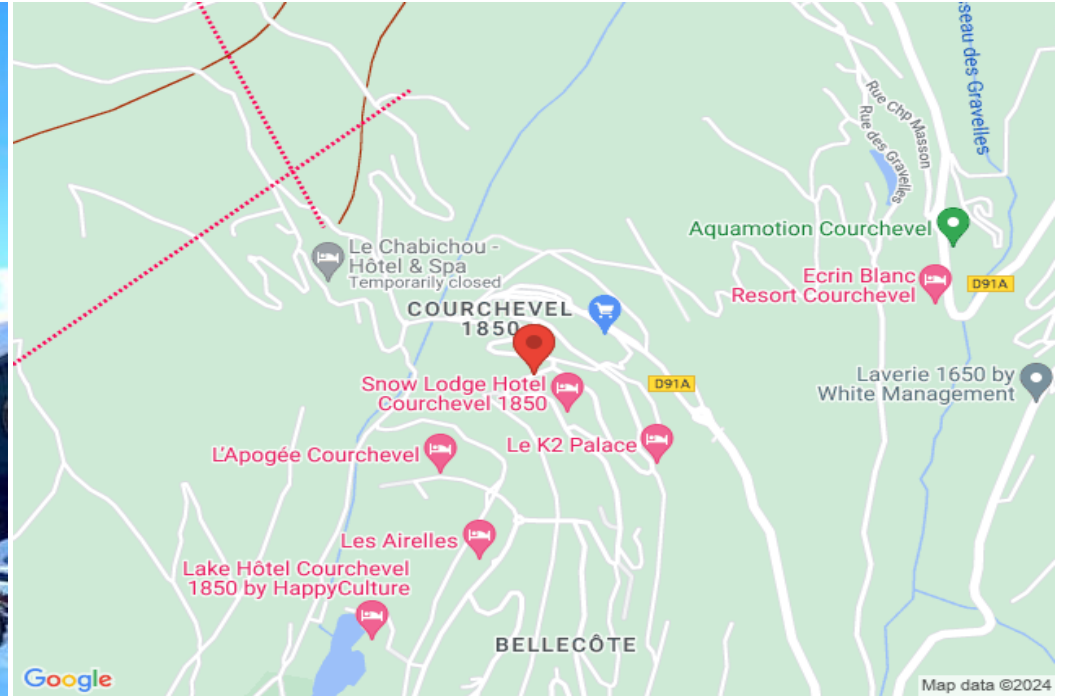 seau des Gravelles
Rue Chp Masson
Rue des Gravelles
Aquamotion Courchevel
Le Chabichou -
Hôtel & Spa
Temporarily closed
Ecrin Blanc
Resort Courchevel
D91A
COURCHEVEL
1850
Snow Lodge Hotel
Courchevel 1850
D91A
Laverie 1650 by
White Management
L'Apogée Courchevel
Le K2 Palace
Les Airelles
Lake Hôtel Courchevel
1850 by HappyCulture
BELLECÔTE
Google
Map data ©2024